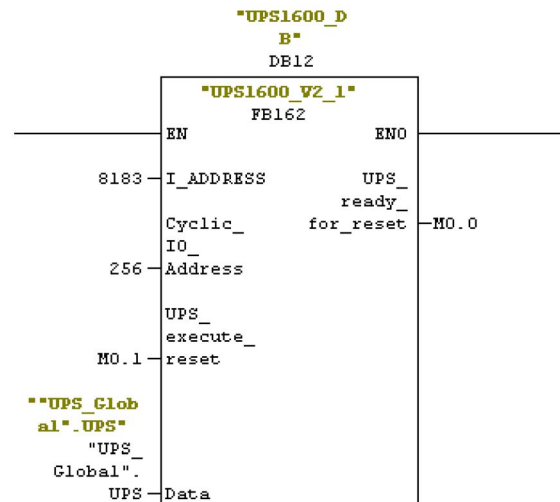 "UPS1600_D
B"
DB12
"UPS1600_V2_1"
FB162
EN
ENO
8183
I_ADDRESS
UPS_
ready_
for_reset
M0.0
Cyclic_
IO_
Address
256
UPS_
execute_
reset
M0.1
""UPS_Glob
al".UPS"
"UPS_
Global".
UPS
Data